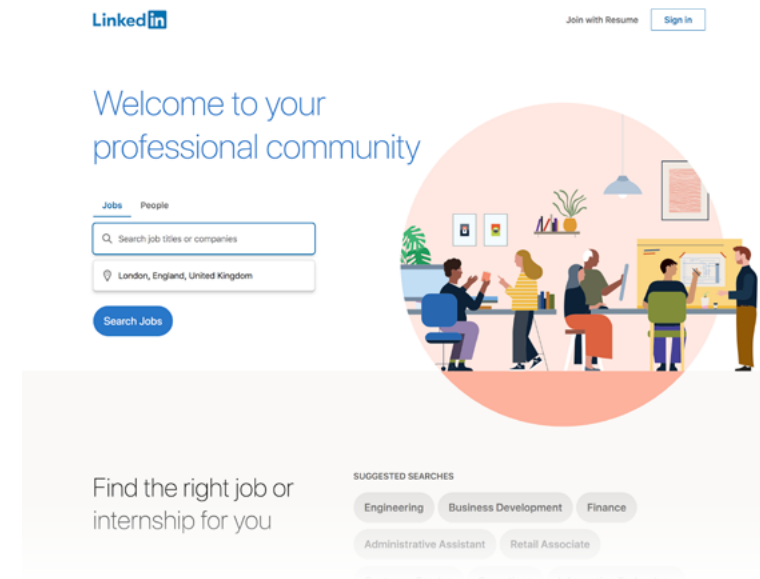 Linked in
Join with Resume
Sign in
Welcome to your
professional community
Jobs
People
Search job titles or companies
London, England, United Kingdom
Search Jobs
Find the right job or
internship for you
SUGGESTED SEARCHES
Engineering
Business Development
Finance
Administrative Assistant
Retail Associate